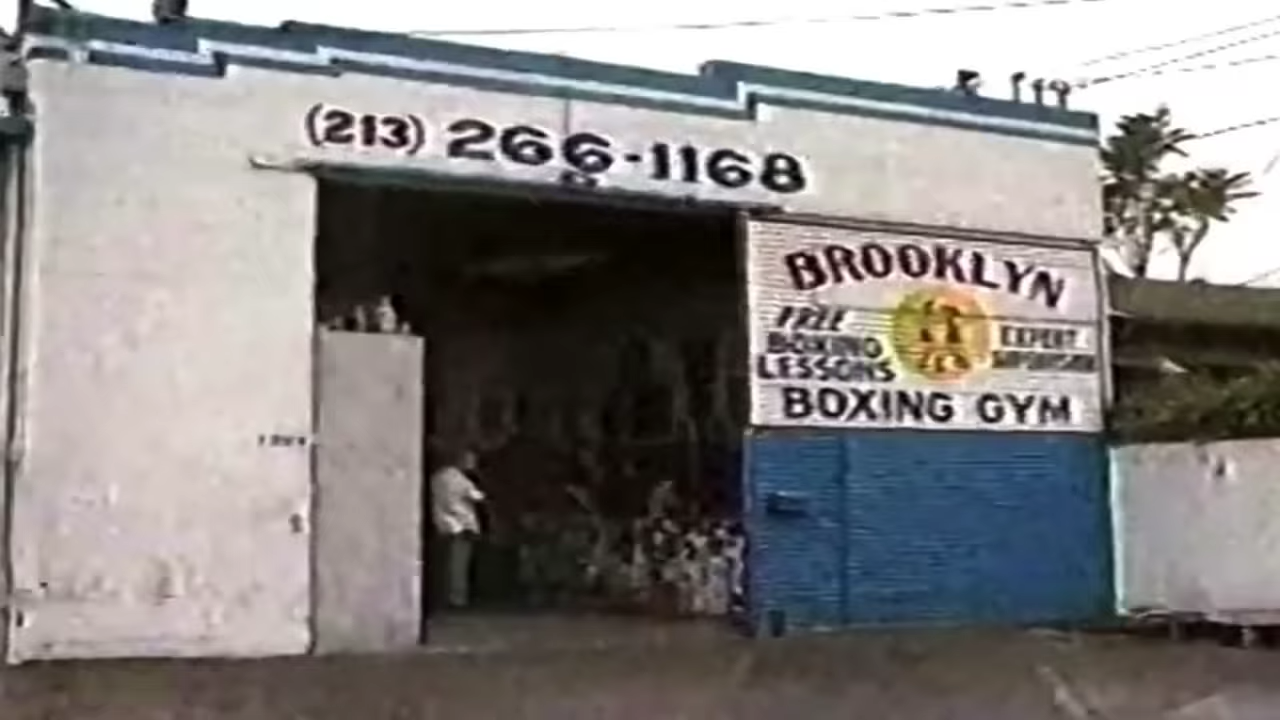 (213) 266-1168
BROOKLYN
FREE
BOXING
LESSONS
EXPERT
BOXING GYM